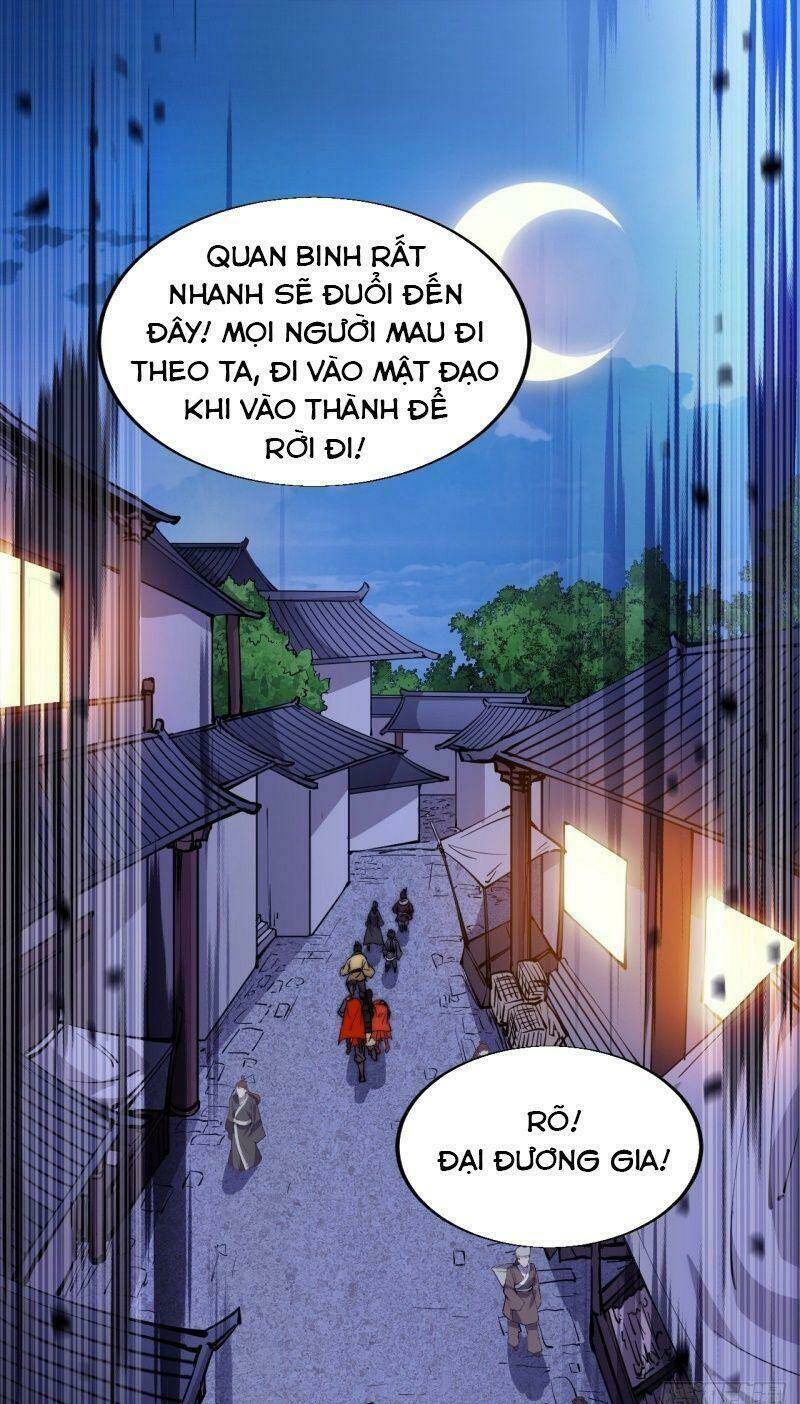 QUAN BINH RẤT
NHANH SẼ ĐUỔI ĐẾN
ĐÂY! MỌI NGƯỜI MAU ĐI
THEO TA, ĐI VÀO MẬT ĐẠO
KHI VÀO THÀNH ĐỂ
RỜI ĐI!
RÕ!
ĐẠI ĐƯƠNG GIA!